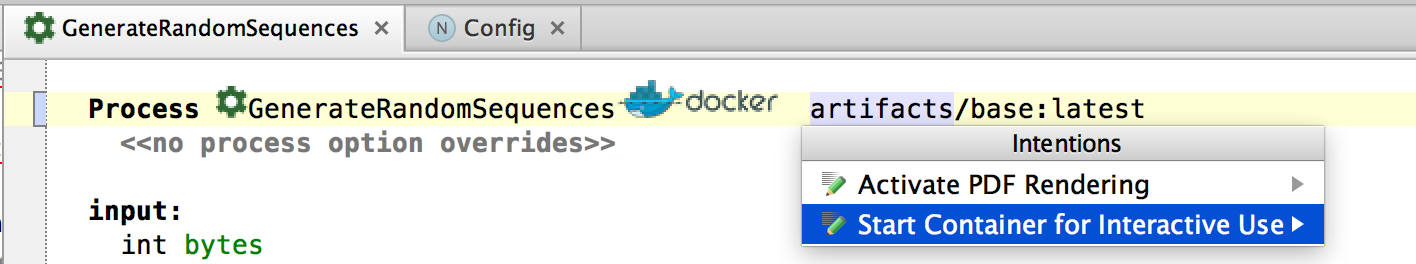 GenerateRandomSequences × N Config ×
Process GenerateRandomSequences docker artifacts/base:latest
<<no process option overrides>>
Intentions
Activate PDF Rendering
Start Container for Interactive Use
input:
int bytes